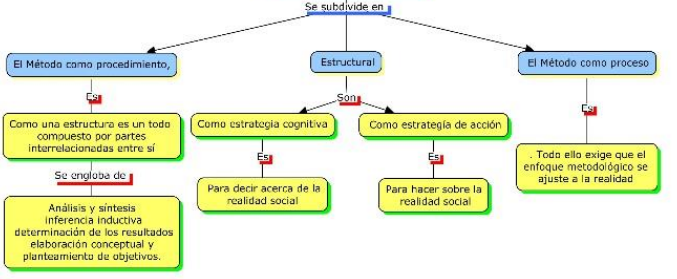 Se subdivide en
El Método como procedimiento,
Estructural
El Método como proceso
Es
Son
Es
Como una estructura es un todo
compuesto por partes
interrelacionadas entre sí
Como estrategia cognitiva
Como estrategía de acción
. Todo ello exige que el
enfoque metodológico se
ajuste a la realidad
Se engloba de
Es
Es
Análisis y síntesis
inferencia inductiva
determinación de los resultados
elaboración conceptual y
planteamiento de objetivos.
Para decir acerca de la
realidad social
Para hacer sobre la
realidad social